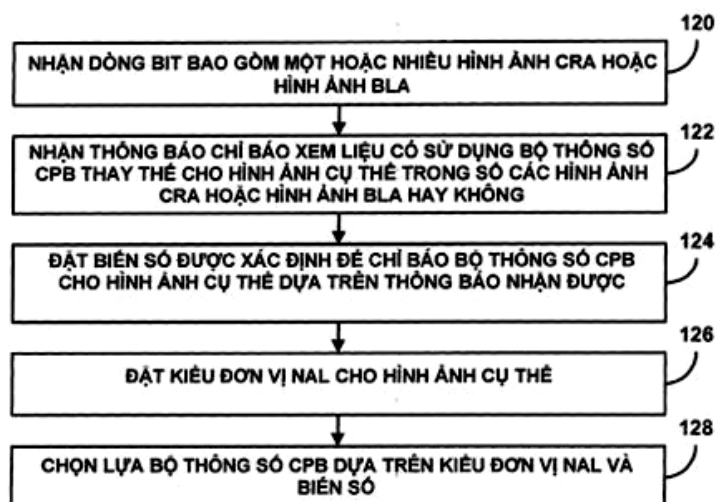 120
NHẬN DÒNG BIT BAO GỒM MỘT HOẶC NHIỀU HÌNH ẢNH CRA HOẶC
HÌNH ẢNH BLA
122
NHẬN THÔNG BÁO CHỈ BÁO XEM LIỆU CÓ SỬ DỤNG BỘ THÔNG SỐ
CPB THAY THẾ CHO HÌNH ẢNH CỤ THỂ TRONG SỐ CÁC HÌNH ẢNH
CRA HOẶC HÌNH ẢNH BLA HAY KHÔNG
124
ĐẶT BIẾN SỐ ĐƯỢC XÁC ĐỊNH ĐỂ CHỈ BÁO BỘ THÔNG SỐ CPB
CHO HÌNH ẢNH CỤ THỂ DỰA TRÊN THÔNG BÁO NHẬN ĐƯỢC
126
ĐẶT KIỂU ĐƠN VỊ NAL CHO HÌNH ẢNH CỤ THỂ
128
CHỌN LỰA BỘ THÔNG SỐ CPB DỰA TRÊN KIỂU ĐƠN VỊ NAL VÀ
BIẾN SỐ